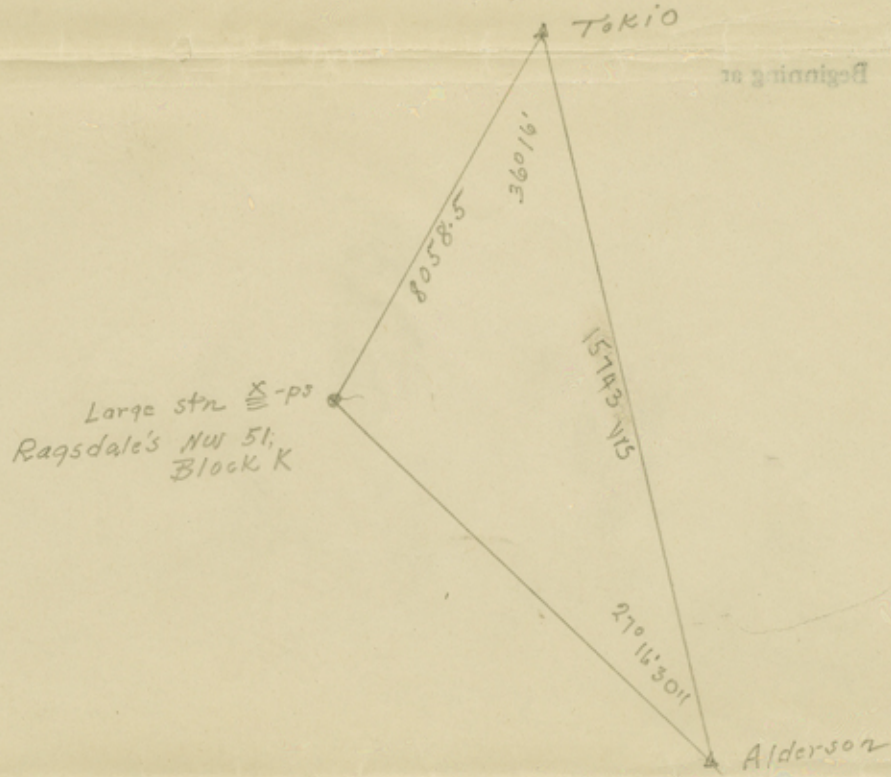 Tokio
Beginning at
36°16'
8058.5
15743 vrs
Large stn X -ps
Ragsdale's NW 51;
Block K
27°16'30"
Alderson